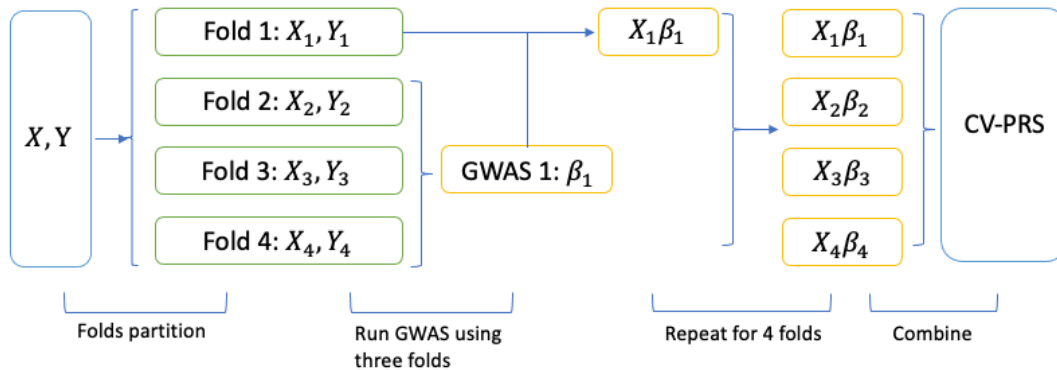 X, Y
Fold 1: X₁, Y₁
Fold 2: X₂, Y₂
Fold 3: X₃, Y₃
Fold 4: X₄, Y₄
GWAS 1: β₁
X₁β₁
X₁β₁
X₂β₂
X₃β₃
X₄β₄
CV-PRS
Folds partition
Run GWAS using
three folds
Repeat for 4 folds
Combine